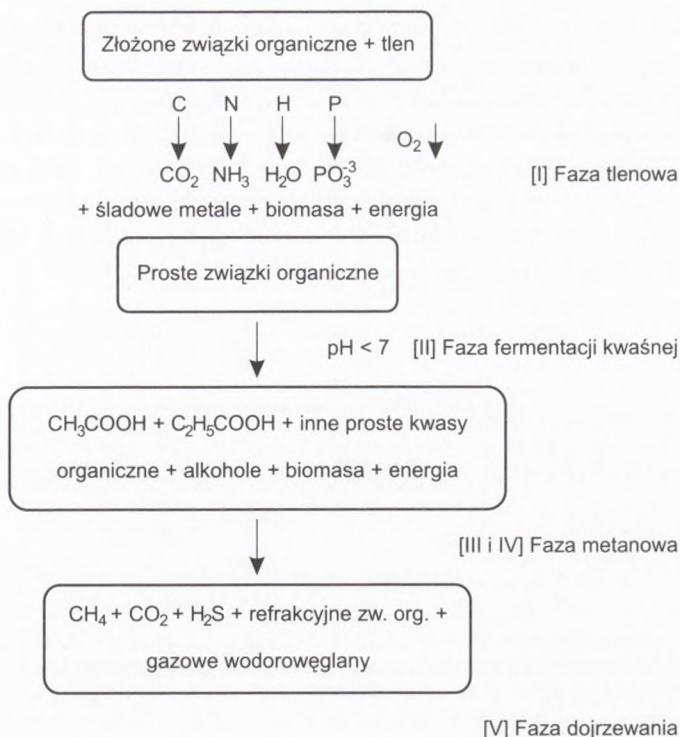 Złożone związki organiczne + tlen
C N H P
O₂
CO₂ NH₃ H₂O PO₃⁻³
[I] Faza tlenowa
+ śladowe metale + biomasa + energia
Proste związki organiczne
pH < 7 [II] Faza fermentacji kwaśnej
CH₃COOH + C₂H₅COOH + inne proste kwasy
organiczne + alkohole + biomasa + energia
[III i IV] Faza metanowa
CH₄ + CO₂ + H₂S + refrakcyjne zw. org. +
gazowe wodorowęglany
[V] Faza dojrzewania